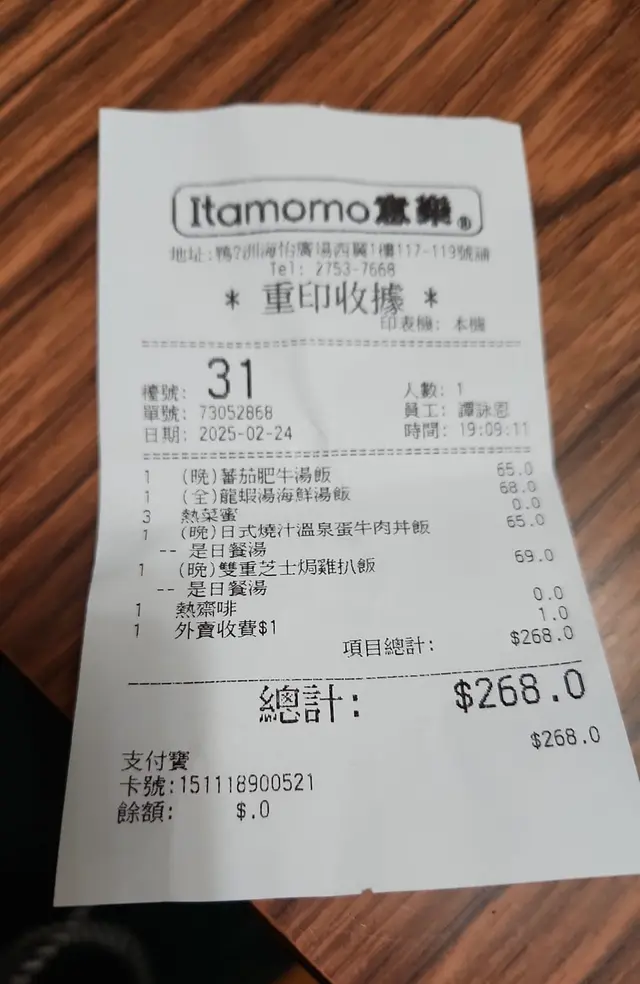 Itamomo意樂®
地址:鴨?洲海怡廣場西翼1樓117-119號舖
Tel: 2753-7668
* 重印收據 *
印表機: 本機
檯號: 31 人數: 1
單號: 73052868 員工: 譚詠恩
日期: 2025-02-24 時間: 19:09:11
1 (晚)蕃茄肥牛湯飯 65.0
1 (全)龍蝦湯海鮮湯飯 68.0
3 熱菜蜜 0.0
1 (晚)日式燒汁溫泉蛋牛肉丼飯 65.0
-- 是日餐湯
1 (晚)雙重芝士焗雞扒飯 69.0
-- 是日餐湯
1 熱齋啡 0.0
1 外賣收費$1 1.0
項目總計: $268.0
總計: $268.0
$268.0
支付寶
卡號:151118900521
餘額: $.0